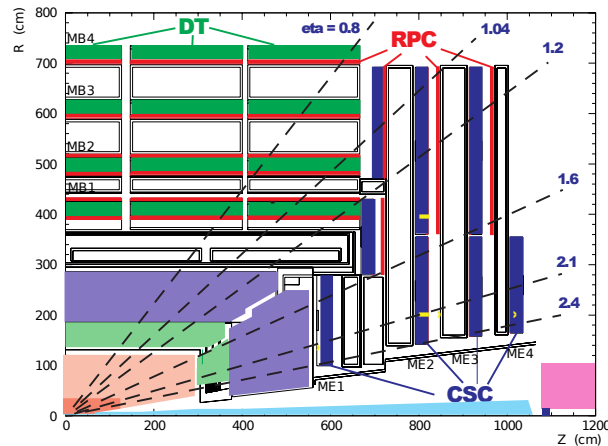 R (cm)
800
700
600
500
400
300
200
100
0
MB4
MB3
MB2
MB1
DT
eta = 0.8
RPC
1.04
1.2
1.6
2.1
2.4
ME1
ME2
ME3
ME4
CSC
0
200
400
600
800
1000
1200
Z (cm)